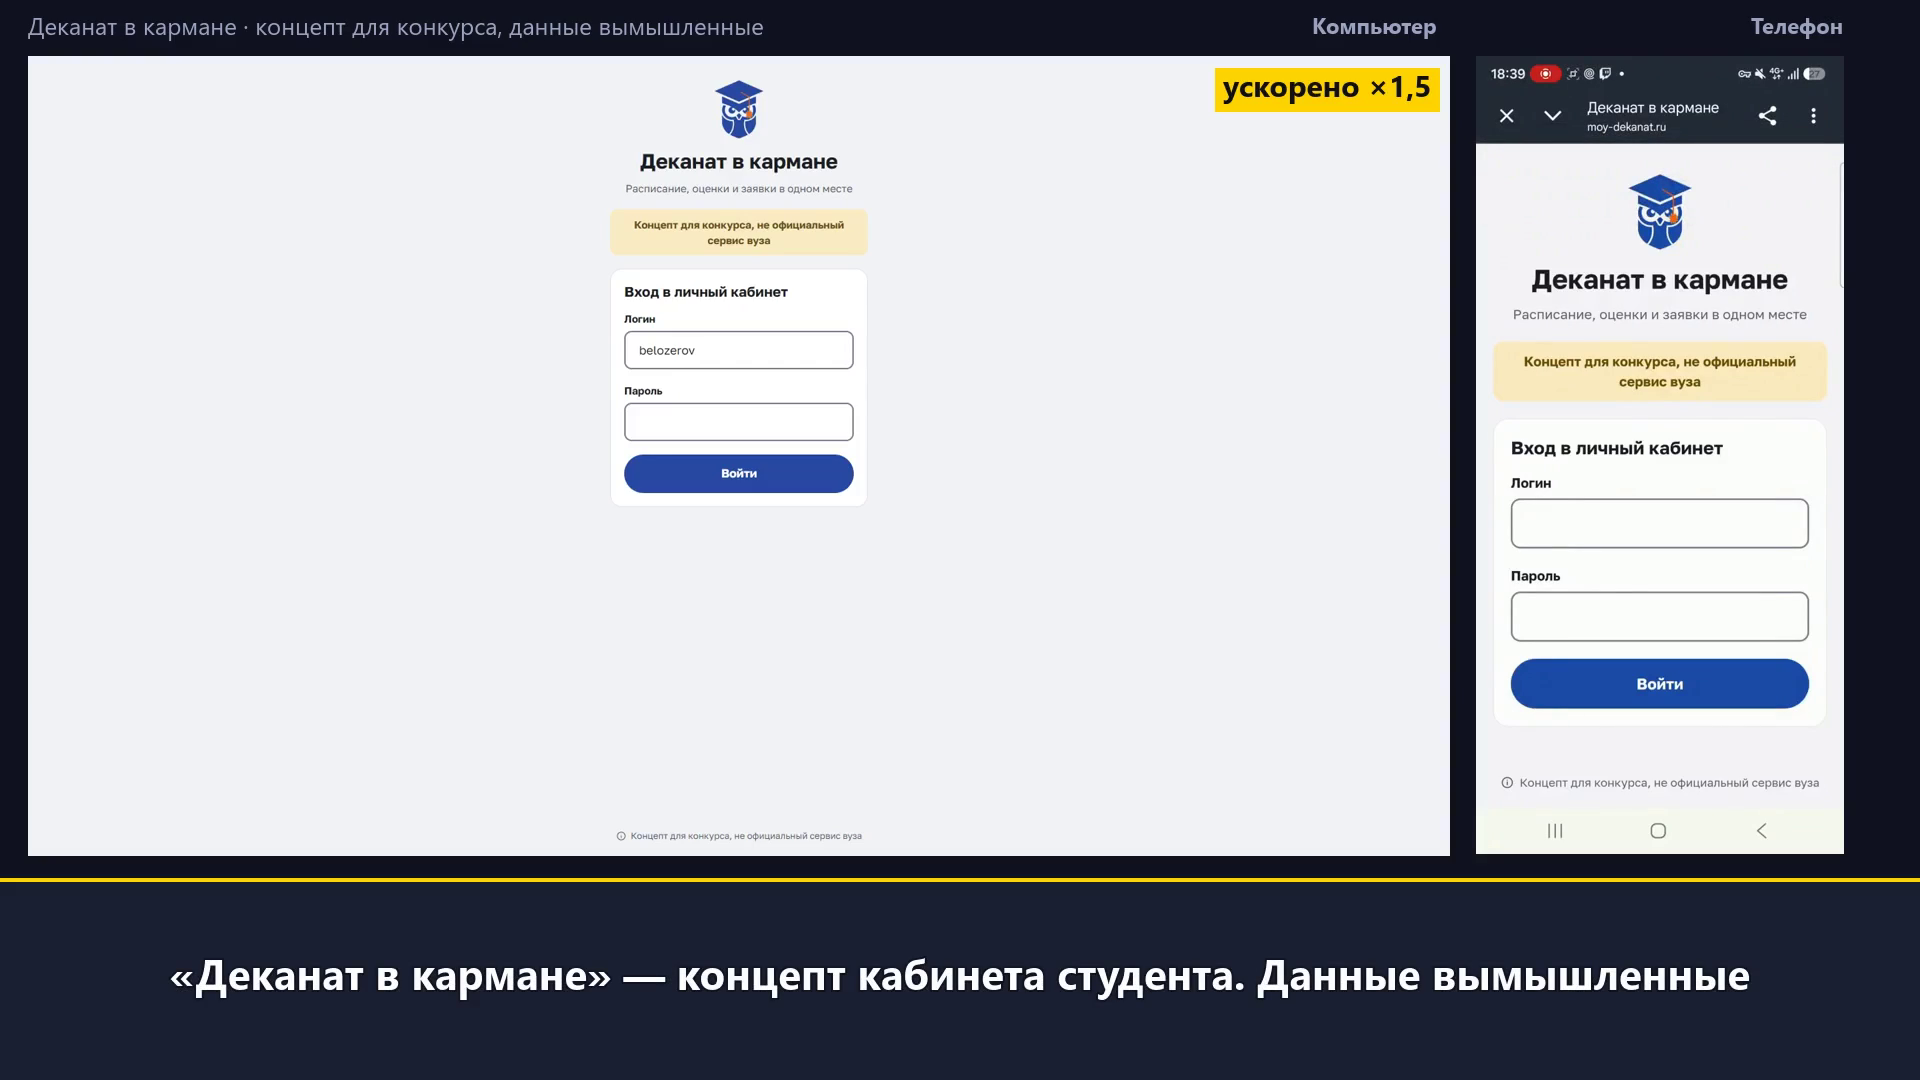 Деканат в кармане · концепт для конкурса, данные вымышленные
Компьютер
Телефон
ускорено ×1,5
Деканат в кармане
Расписание, оценки и заявки в одном месте
Концепт для конкурса, не официальный
сервис вуза
Вход в личный кабинет
Логин
belozerov
Пароль
Войти
Концепт для конкурса, не официальный сервис вуза
18:39
4G+
27
Деканат в кармане
moy-dekanat.ru
Деканат в кармане
Расписание, оценки и заявки в одном месте
Концепт для конкурса, не официальный
сервис вуза
Вход в личный кабинет
Логин
Пароль
Войти
Концепт для конкурса, не официальный сервис вуза
«Деканат в кармане» — концепт кабинета студента. Данные вымышленные